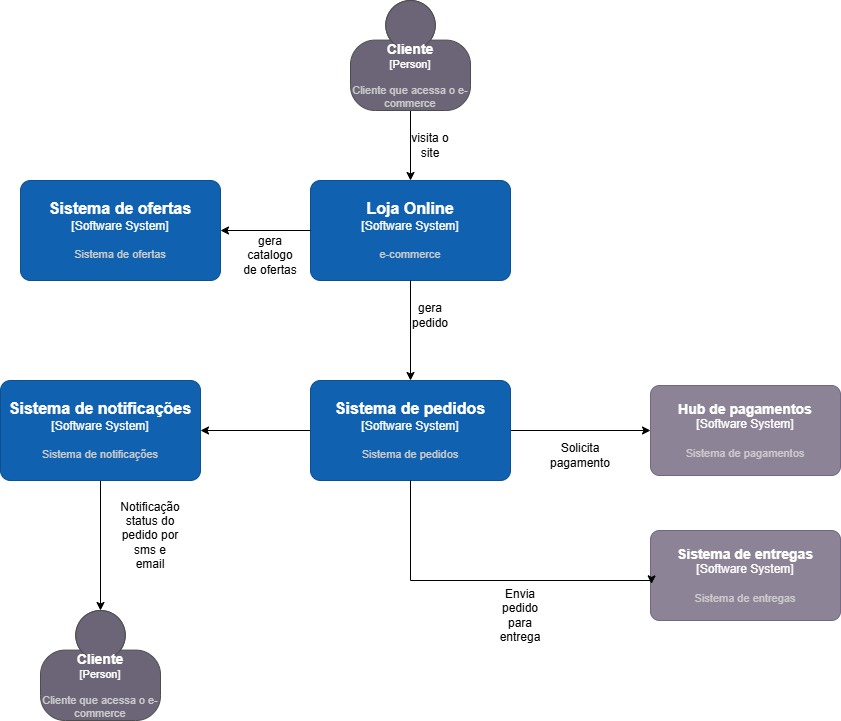 Cliente
[Person]
Cliente que acessa o e-
commerce
visita o
site
Sistema de ofertas
[Software System]
Sistema de ofertas
Loja Online
[Software System]
e-commerce
gera
catalogo
de ofertas
gera
pedido
Sistema de notificações
[Software System]
Sistema de notificações
Sistema de pedidos
[Software System]
Sistema de pedidos
Hub de pagamentos
[Software System]
Sistema de pagamentos
Solicita
pagamento
Notificação
status do
pedido por
sms e
email
Sistema de entregas
[Software System]
Sistema de entregas
Envia
pedido
para
entrega
Cliente
[Person]
Cliente que acessa o e-
commerce